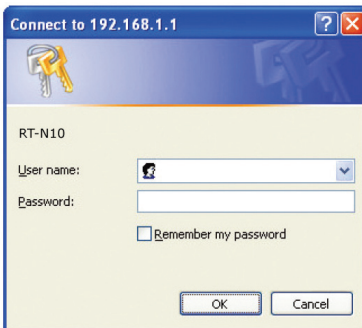 Connect to 192.168.1.1
RT-N10
User name:
Password:
Remember my password
OK
Cancel